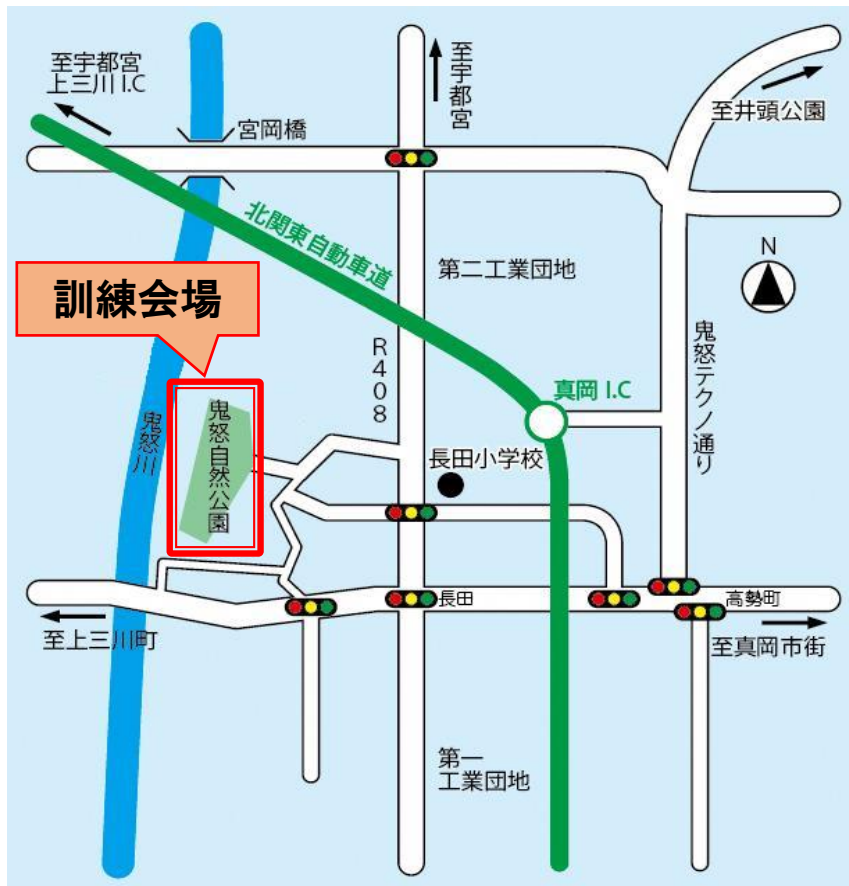 至宇都宮
上三川I.C
至宇都宮
至井頭公園
宮岡橋
北関東自動車道
第二工業団地
N
訓練会場
R408
鬼怒テクノ通り
真岡I.C
鬼怒川
鬼怒自然公園
長田小学校
長田
高勢町
至上三川町
至真岡市街
第一
工業団地